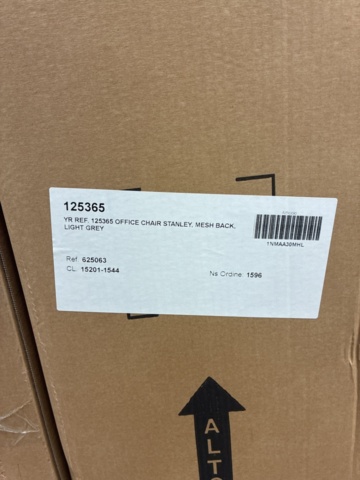 125365
YR REF. 125365 OFFICE CHAIR STANLEY, MESH BACK,
LIGHT GREY
1NMAA30MHL
Ref. 625063
CL. 15201-1544
Ns Ordine 1596
ALTO